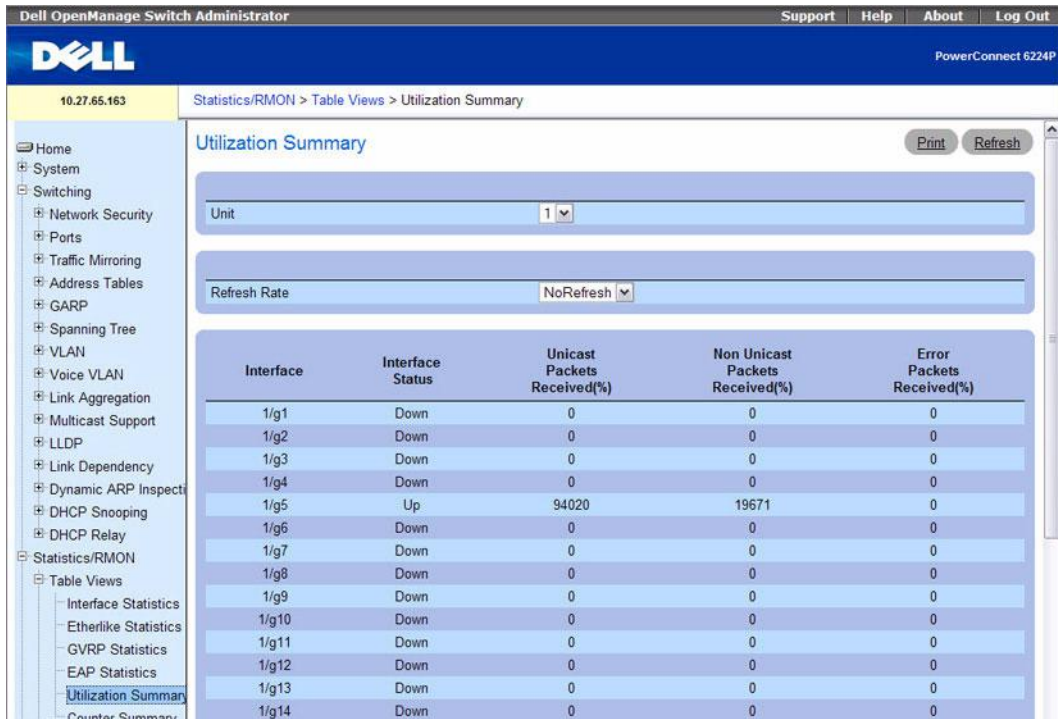 Dell OpenManage Switch Administrator
Support Help About Log Out
DELL
PowerConnect 6224P
10.27.65.163
Statistics/RMON > Table Views > Utilization Summary
Home
System
Switching
Network Security
Ports
Traffic Mirroring
Address Tables
GARP
Spanning Tree
VLAN
Voice VLAN
Link Aggregation
Multicast Support
LLDP
Link Dependency
Dynamic ARP Inspecti
DHCP Snooping
DHCP Relay
Statistics/RMON
Table Views
Interface Statistics
Etherlike Statistics
GVRP Statistics
EAP Statistics
Utilization Summary
Counter Summary
Utilization Summary
Print Refresh
Unit 1
Refresh Rate NoRefresh
Interface Interface Status Unicast Packets Received(%) Non Unicast Packets Received(%) Error Packets Received(%)
1/g1 Down 0 0 0
1/g2 Down 0 0 0
1/g3 Down 0 0 0
1/g4 Down 0 0 0
1/g5 Up 94020 19671 0
1/g6 Down 0 0 0
1/g7 Down 0 0 0
1/g8 Down 0 0 0
1/g9 Down 0 0 0
1/g10 Down 0 0 0
1/g11 Down 0 0 0
1/g12 Down 0 0 0
1/g13 Down 0 0 0
1/g14 Down 0 0 0